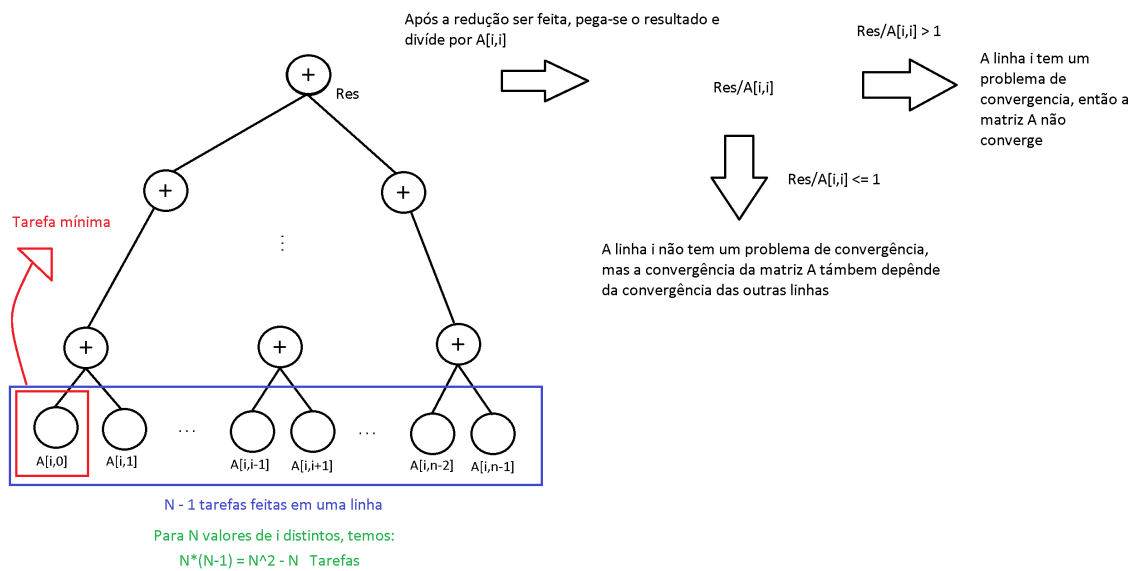 Após a redução ser feita, pega-se o resultado e
divíde por A[i,i]
Res/A[i,i] > 1
A linha i tem um
problema de
convergencia, então a
matriz A não
converge
Res/A[i,i]
+
Res
Res/A[i,i] <= 1
+
+
Tarefa mínima
A linha i não tem um problema de convergência,
mas a convergência da matriz A támbem depênde
da convergência das outras linhas
⋮
+
+
+
...
...
A[i,0]
A[i,1]
A[i,i-1]
A[i,i+1]
A[i,n-2]
A[i,n-1]
N - 1 tarefas feitas em uma linha
Para N valores de i distintos, temos:
N*(N-1) = N^2 - N Tarefas